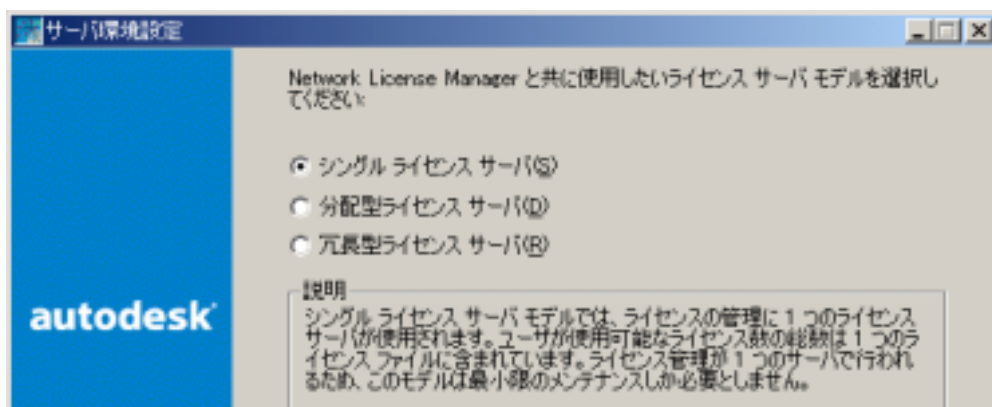 サーバ環境設定
Network License Manager と共に使用したいライセンス サーバ モデルを選択し
てください:
シングル ライセンス サーバ(S)
分配型ライセンス サーバ(D)
冗長型ライセンス サーバ(R)
説明
シングル ライセンス サーバ モデルでは、ライセンスの管理に 1 つのライセンス
サーバが使用されます。ユーザが使用可能なライセンス数の総数は 1 つのラ
イセンス ファイルに含まれています。ライセンス管理が 1 つのサーバで行われ
るため、このモデルは最小限のメンテナンスしか必要としません。
autodesk